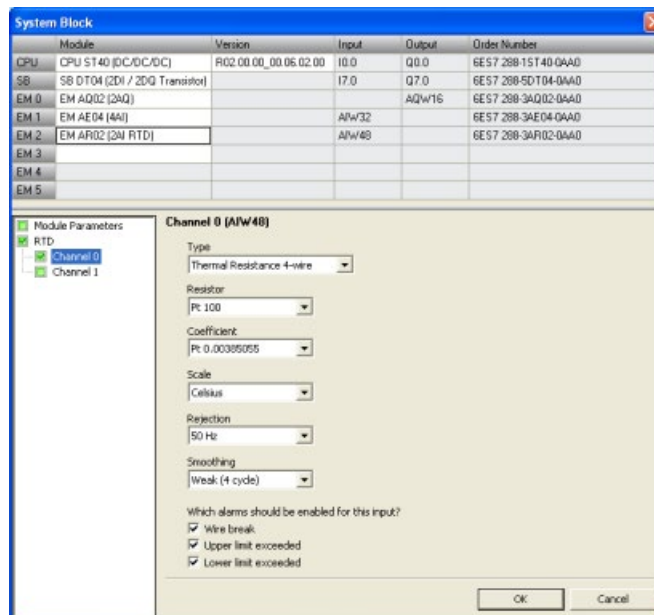 System Block
Module Version Input Output Order Number
CPU CPU ST40 (DC/DC/DC) R02.00.00_00.06.02.00 I0.0 Q0.0 6ES7 288-1ST40-0AA0
SB SB DT04 (2DI / 2DQ Transistor) I7.0 Q7.0 6ES7 288-5DT04-0AA0
EM 0 EM AQ02 (2AQ) AQW16 6ES7 288-3AQ02-0AA0
EM 1 EM AE04 (4AI) AIW32 6ES7 288-3AE04-0AA0
EM 2 EM AR02 (2AI RTD) AIW48 6ES7 288-3AR02-0AA0
EM 3
EM 4
EM 5
Module Parameters
RTD
Channel 0
Channel 1
Channel 0 (AIW48)
Type
Thermal Resistance 4-wire
Resistor
Pt 100
Coefficient
Pt 0.00385055
Scale
Celsius
Rejection
50 Hz
Smoothing
Weak (4 cycle)
Which alarms should be enabled for this input?
Wire break
Upper limit exceeded
Lower limit exceeded
OK Cancel